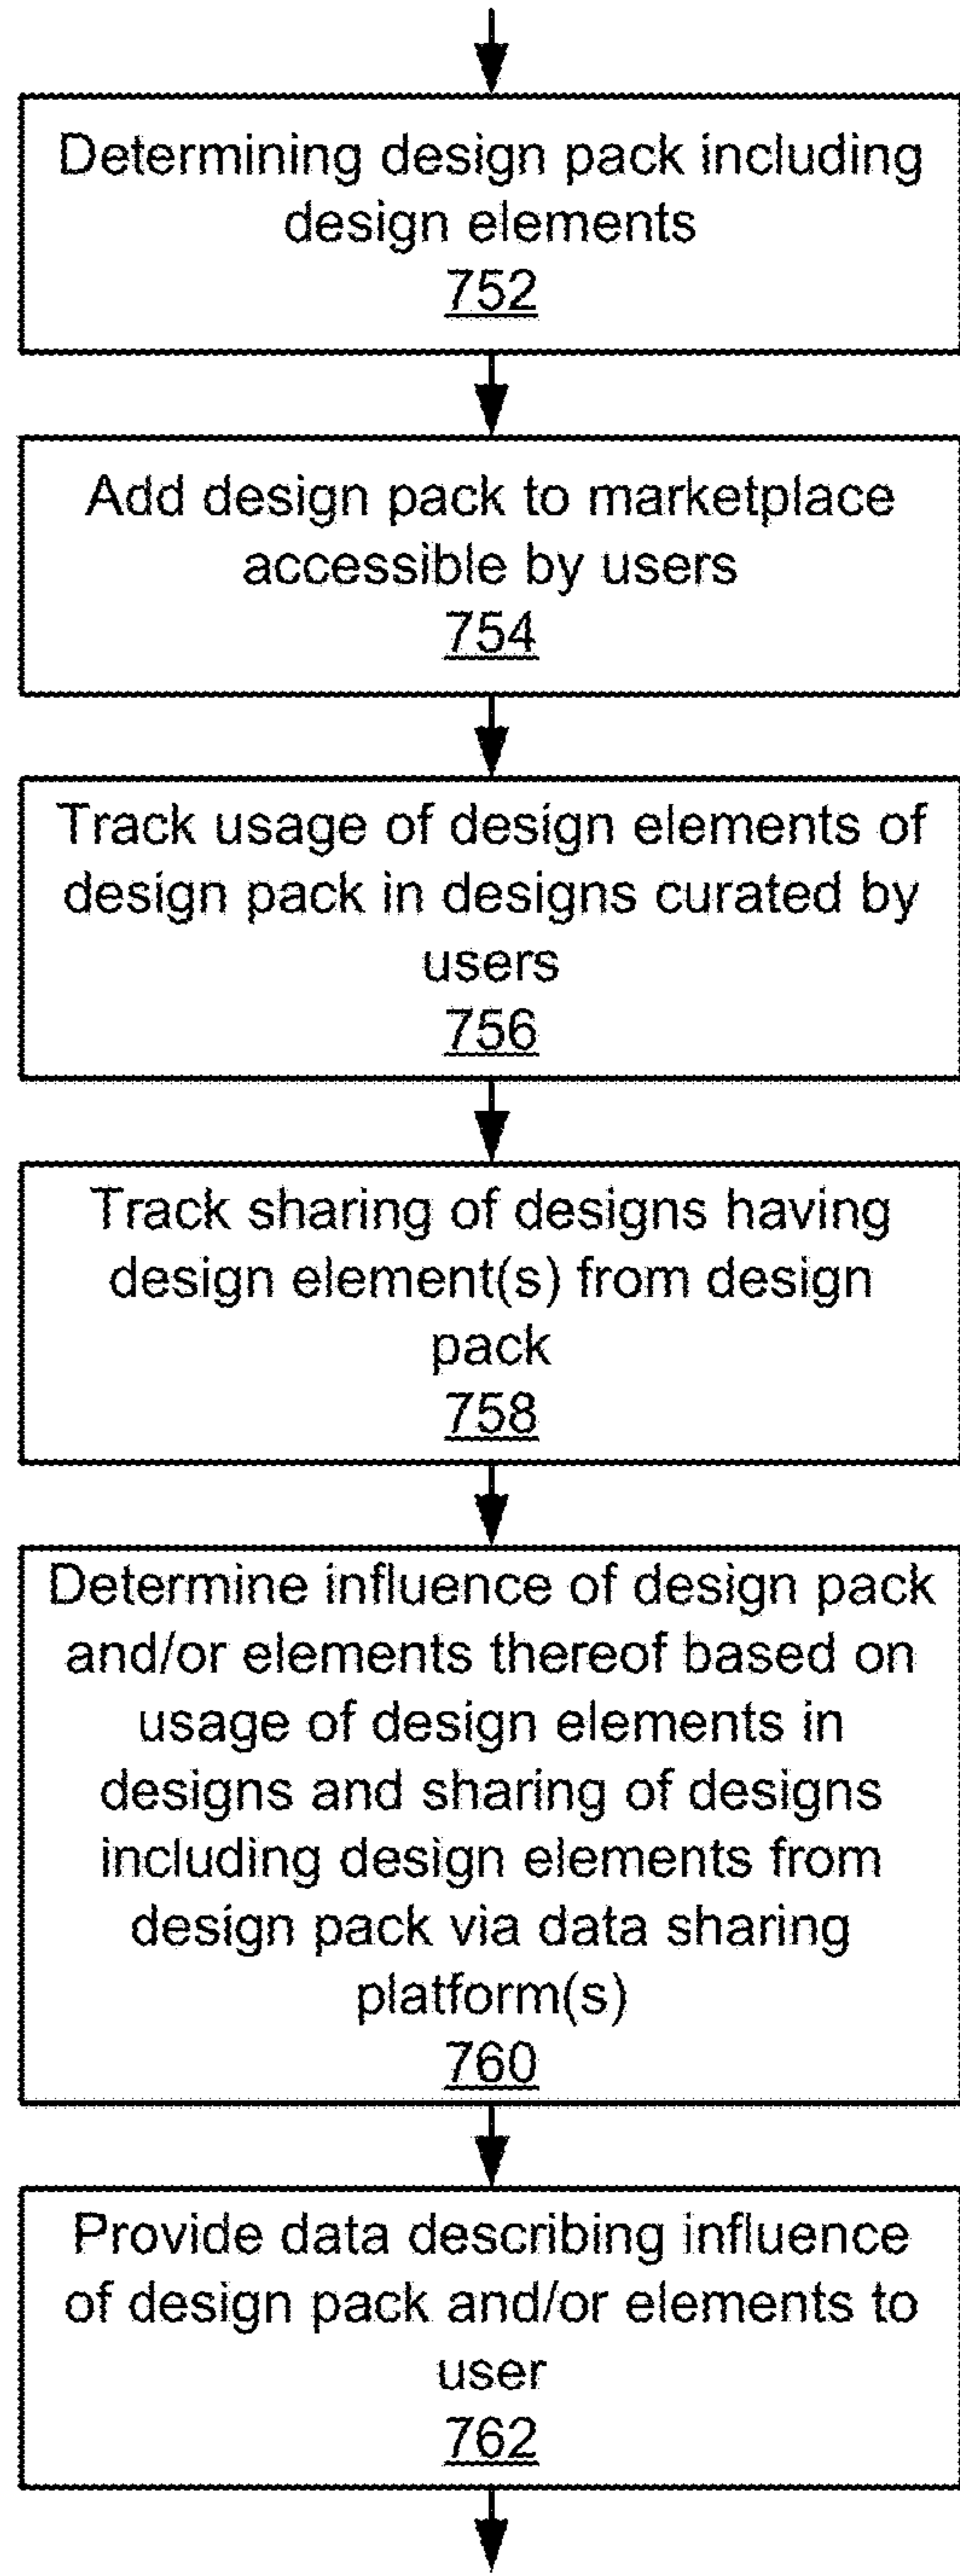 Determining design pack including
design elements
752
Add design pack to marketplace
accessible by users
754
Track usage of design elements of
design pack in designs curated by
users
756
Track sharing of designs having
design element(s) from design
pack
758
Determine influence of design pack
and/or elements thereof based on
usage of design elements in
designs and sharing of designs
including design elements from
design pack via data sharing
platform(s)
760
Provide data describing influence
of design pack and/or elements to
user
762